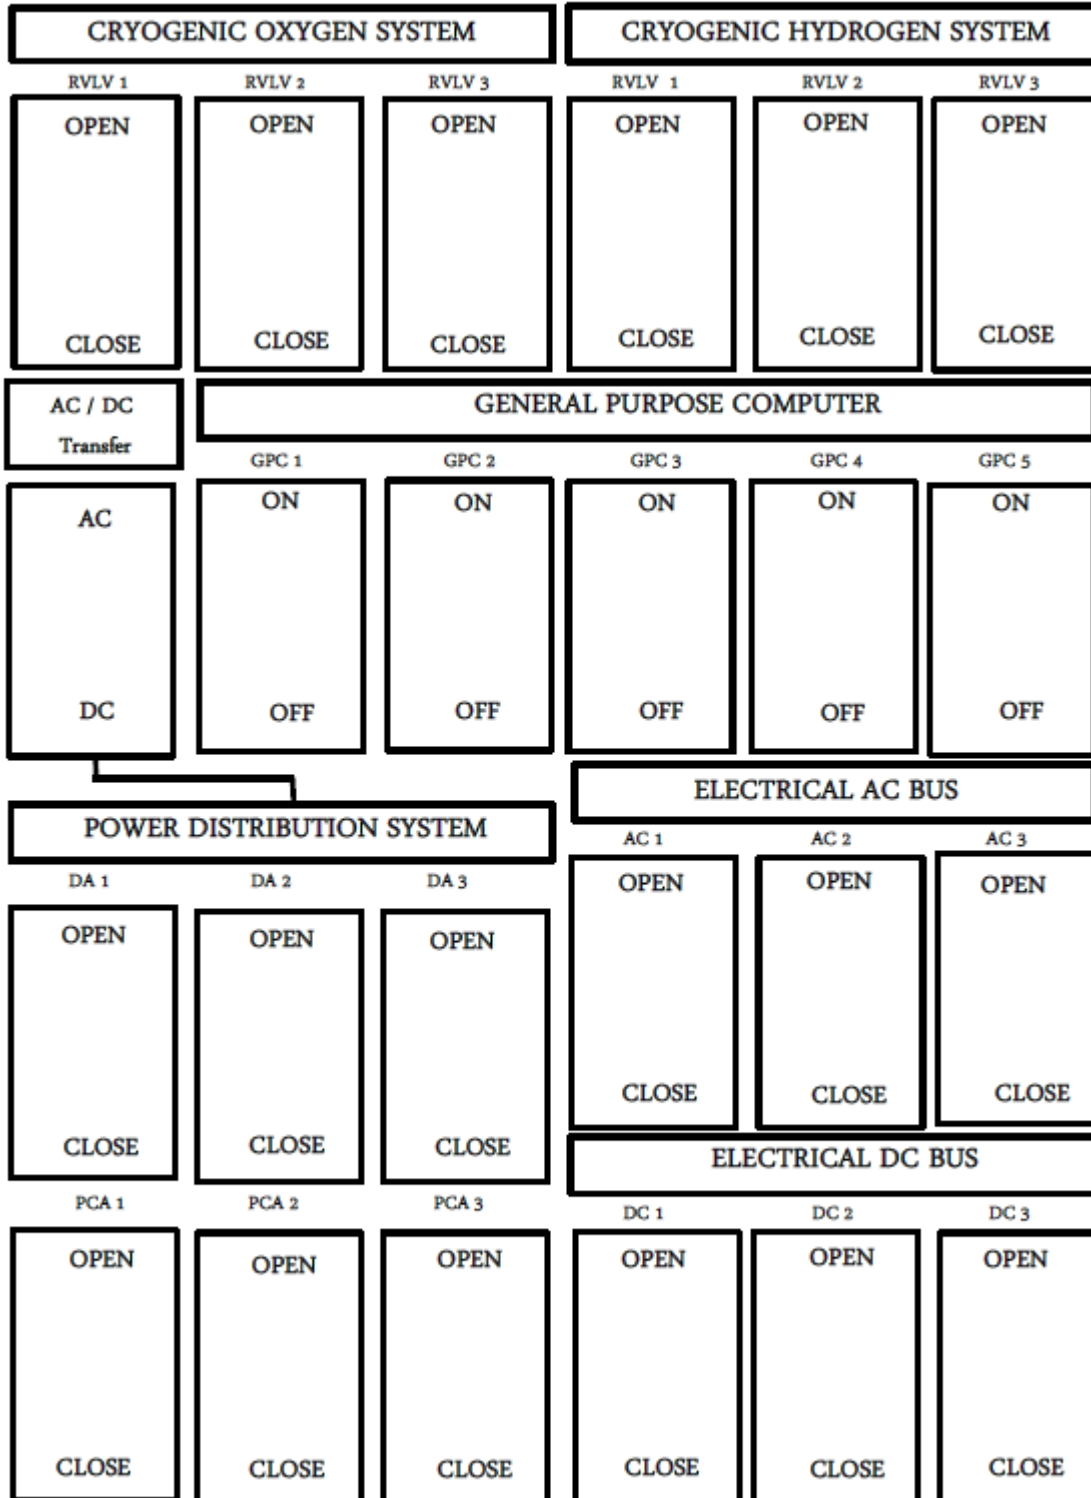 CRYOGENIC OXYGEN SYSTEM
CRYOGENIC HYDROGEN SYSTEM
RVLV 1
RVLV 2
RVLV 3
RVLV 1
RVLV 2
RVLV 3
OPEN
OPEN
OPEN
OPEN
OPEN
OPEN
CLOSE
CLOSE
CLOSE
CLOSE
CLOSE
CLOSE
AC / DC
Transfer
GENERAL PURPOSE COMPUTER
GPC 1
GPC 2
GPC 3
GPC 4
GPC 5
AC
ON
ON
ON
ON
ON
DC
OFF
OFF
OFF
OFF
OFF
POWER DISTRIBUTION SYSTEM
ELECTRICAL AC BUS
DA 1
DA 2
DA 3
AC 1
AC 2
AC 3
OPEN
OPEN
OPEN
OPEN
OPEN
OPEN
CLOSE
CLOSE
CLOSE
CLOSE
CLOSE
CLOSE
ELECTRICAL DC BUS
PCA 1
PCA 2
PCA 3
DC 1
DC 2
DC 3
OPEN
OPEN
OPEN
OPEN
OPEN
OPEN
CLOSE
CLOSE
CLOSE
CLOSE
CLOSE
CLOSE